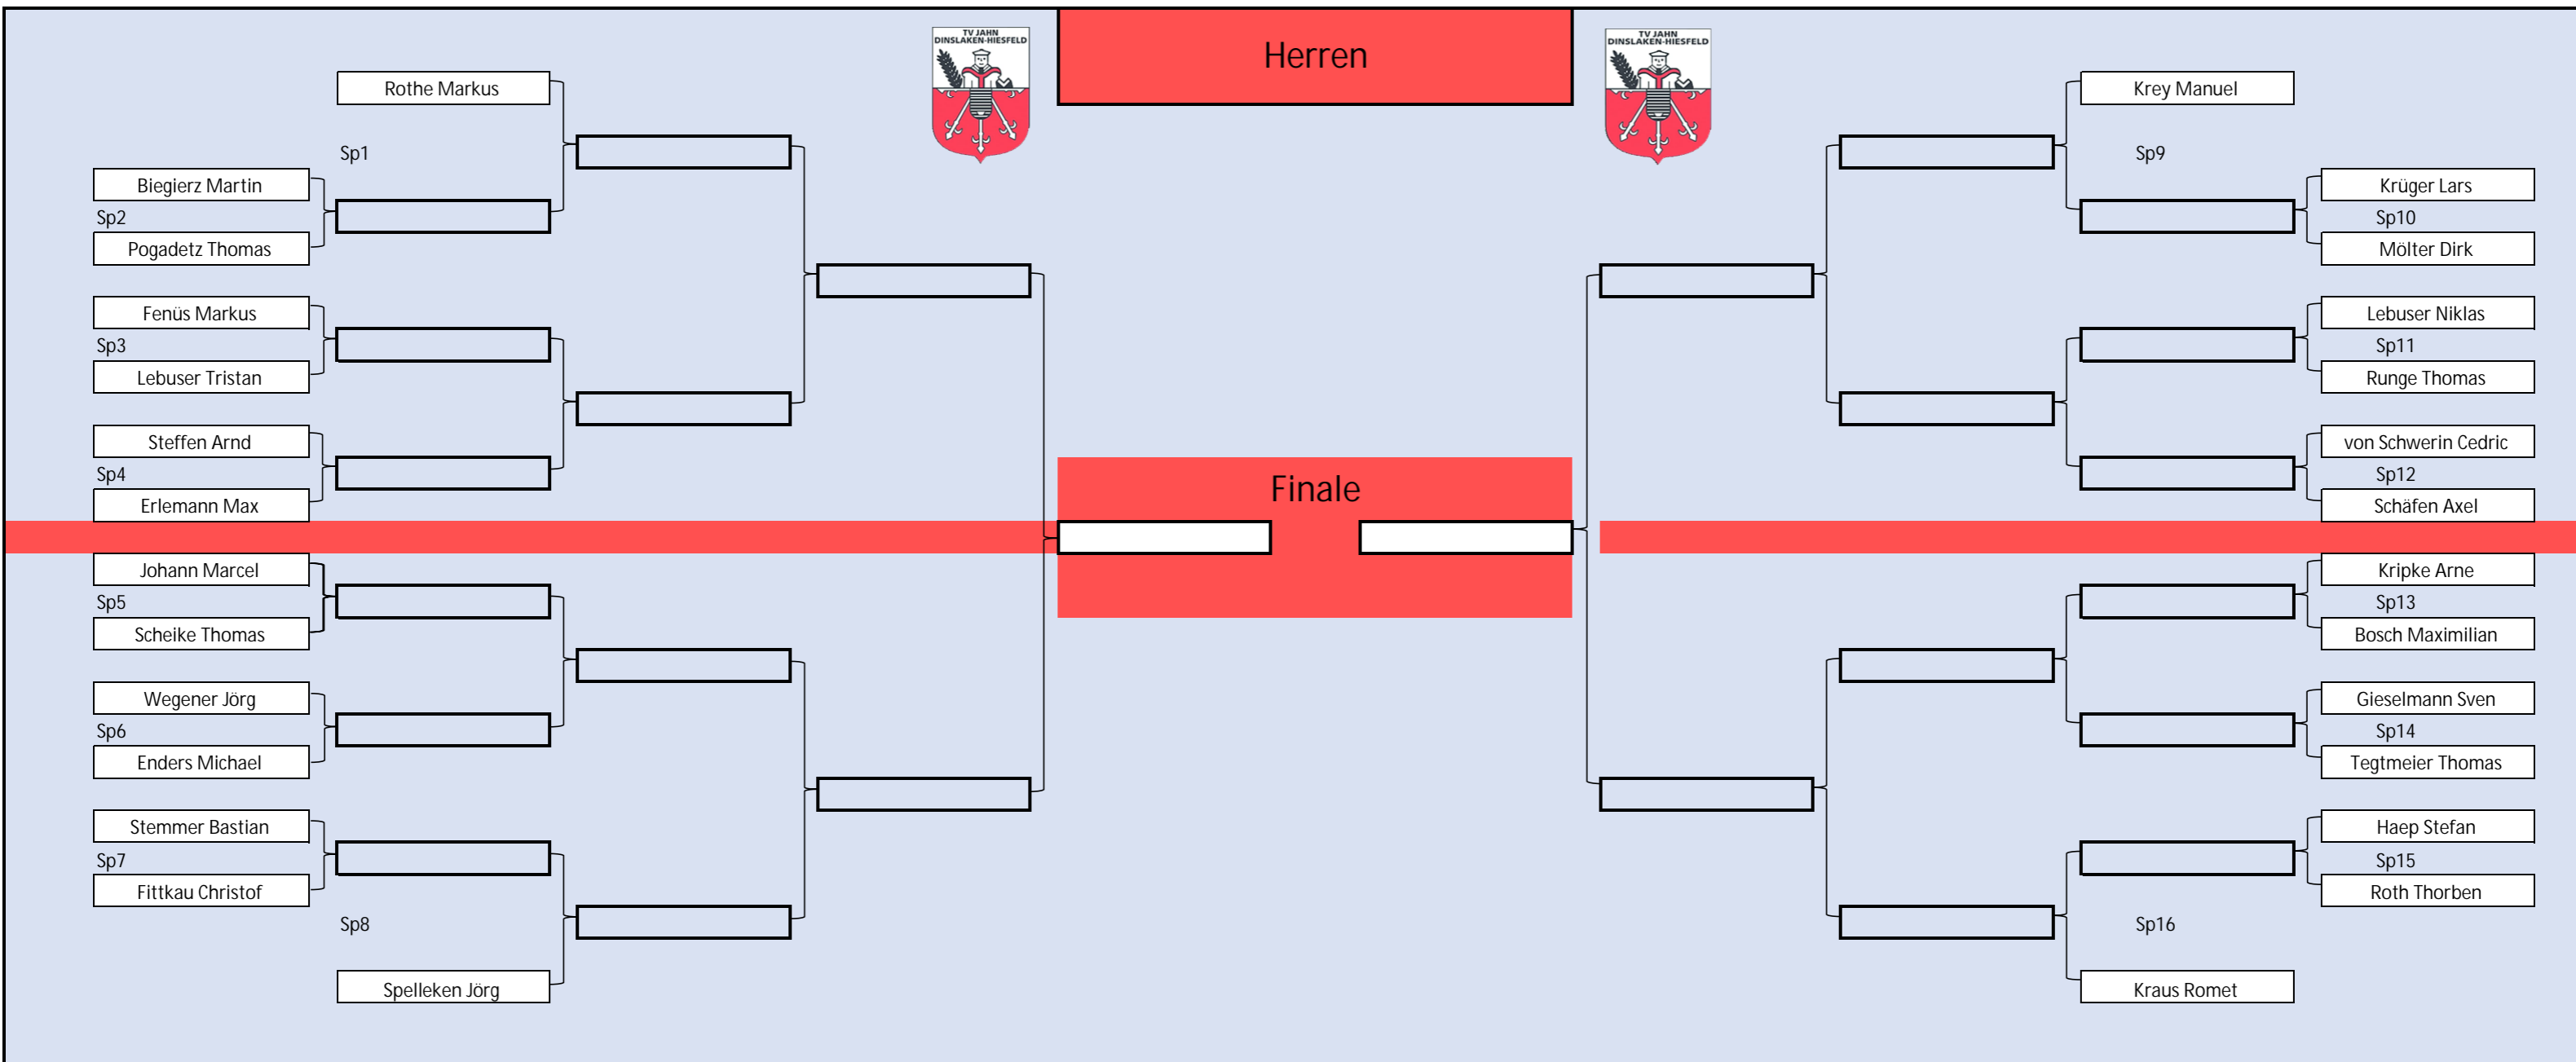 TV JAHN
DINSLAKEN-HIESFELD
Herren
TV JAHN
DINSLAKEN-HIESFELD
Rothe Markus
Sp1
Biegierz Martin
Sp2
Pogadetz Thomas
Fenüs Markus
Sp3
Lebuser Tristan
Steffen Arnd
Sp4
Erlemann Max
Johann Marcel
Sp5
Scheike Thomas
Wegener Jörg
Sp6
Enders Michael
Stemmer Bastian
Sp7
Fittkau Christof
Sp8
Spelleken Jörg
Finale
Krey Manuel
Sp9
Krüger Lars
Sp10
Mölter Dirk
Lebuser Niklas
Sp11
Runge Thomas
von Schwerin Cedric
Sp12
Schäfen Axel
Kripke Arne
Sp13
Bosch Maximilian
Gieselmann Sven
Sp14
Tegtmeier Thomas
Haep Stefan
Sp15
Roth Thorben
Sp16
Kraus Romet